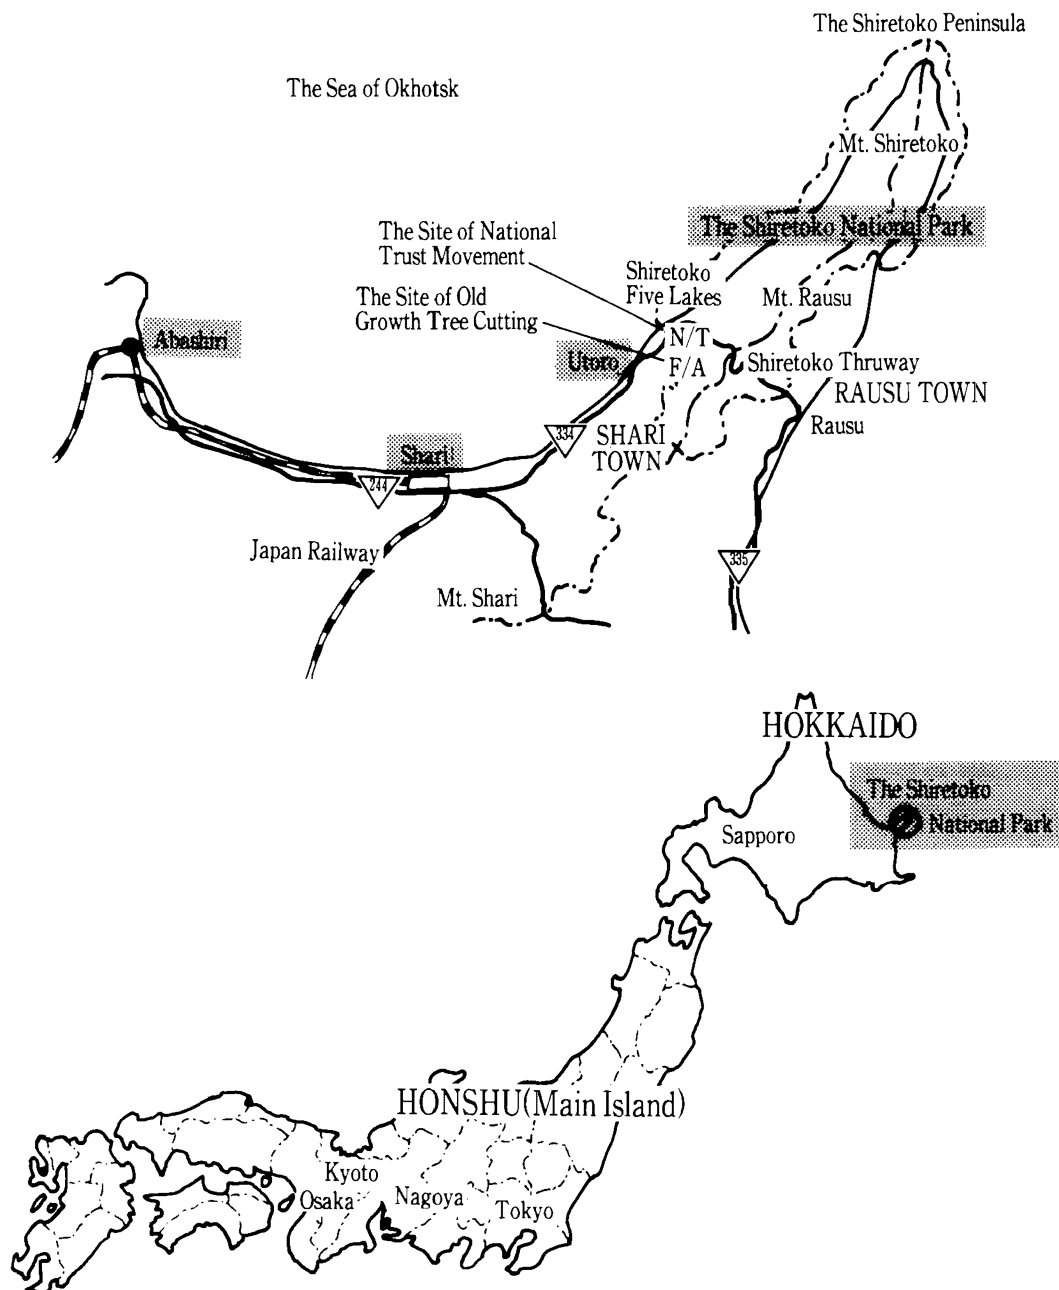 The Shiretoko Peninsula
The Sea of Okhotsk
Mt. Shiretoko
The Shiretoko National Park
The Site of National
Trust Movement
Shiretoko
Five Lakes
Mt. Rausu
The Site of Old
Growth Tree Cutting
N/T
Abashiri
Utoro
F/A
Shiretoko Thruway
RAUSU TOWN
Rausu
334
SHARI
TOWN
Shari
244
Japan Railway
335
Mt. Shari
HOKKAIDO
The Shiretoko
National Park
Sapporo
HONSHU(Main Island)
Kyoto
Osaka
Nagoya
Tokyo